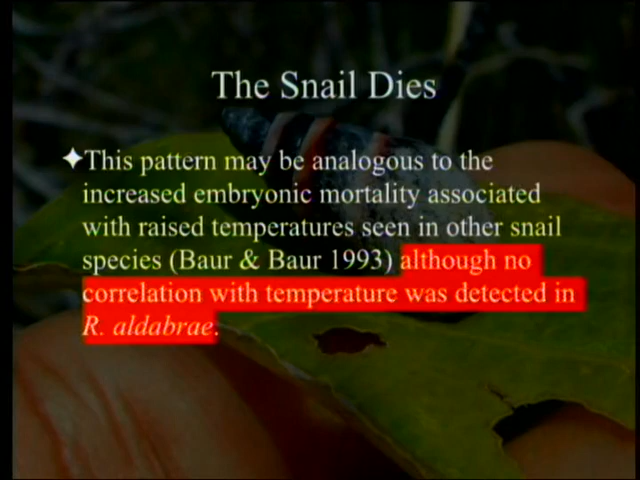 The Snail Dies
✦This pattern may be analogous to the
increased embryonic mortality associated
with raised temperatures seen in other snail
species (Baur & Baur 1993) although no
correlation with temperature was detected in
R. aldabrae.